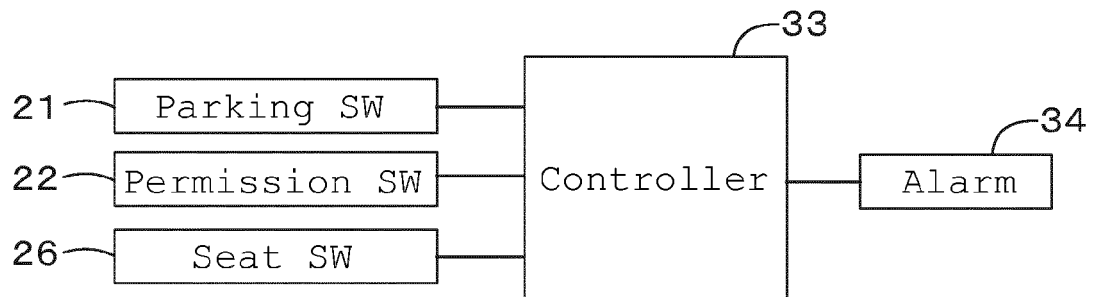 33
21 Parking SW
34
22 Permission SW
Controller
Alarm
26 Seat SW